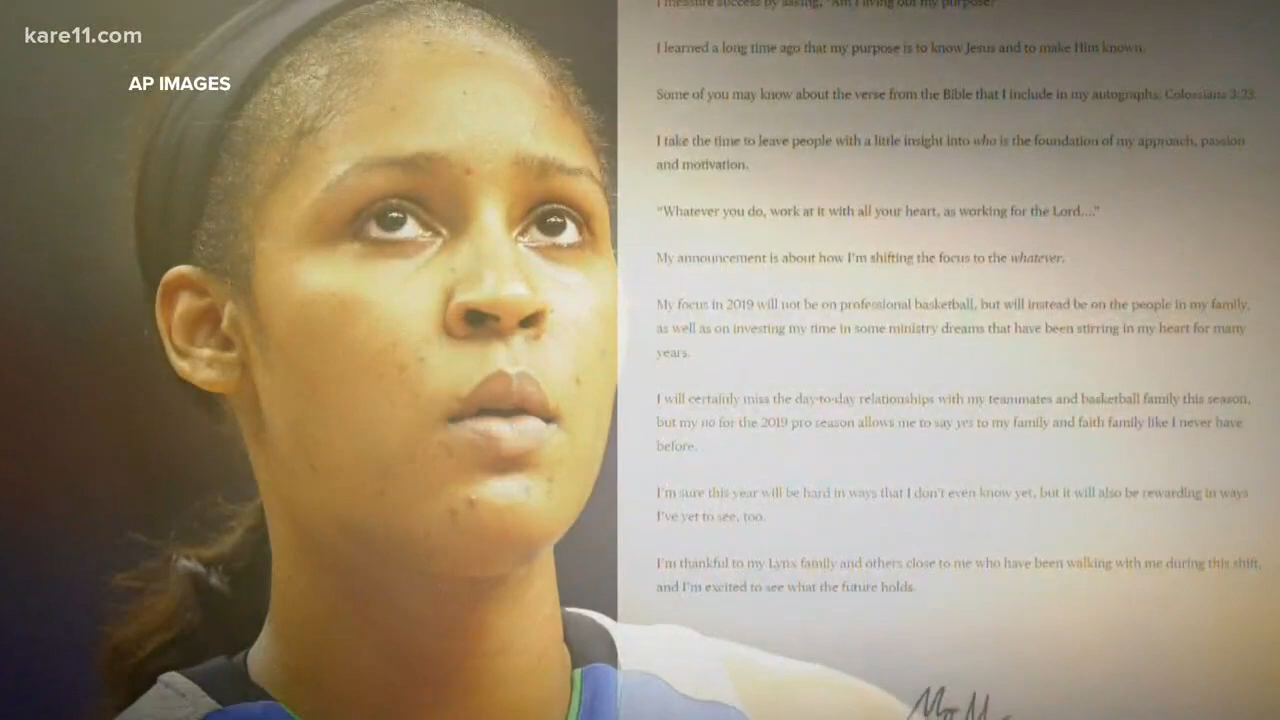 kare11.com
AP IMAGES
I measure success by asking, "Am I living out my purpose?"
I learned a long time ago that my purpose is to know Jesus and to make Him known.
Some of you may know about the verse from the Bible that I include in my autographs: Colossians 3:23.
I take the time to leave people with a little insight into who is the foundation of my approach, passion
and motivation.
"Whatever you do, work at it with all your heart, as working for the Lord...."
My announcement is about how I'm shifting the focus to the whatever.
My focus in 2019 will not be on professional basketball, but will instead be on the people in my family,
as well as on investing my time in some ministry dreams that have been stirring in my heart for many
years.
I will certainly miss the day-to-day relationships with my teammates and basketball family this season,
but my no for the 2019 pro season allows me to say yes to my family and faith family like I never have
before.
I'm sure this year will be hard in ways that I don't even know yet, but it will also be rewarding in ways
I've yet to see, too.
I'm thankful to my Lynx family and others close to me who have been walking with me during this shift,
and I'm excited to see what the future holds.